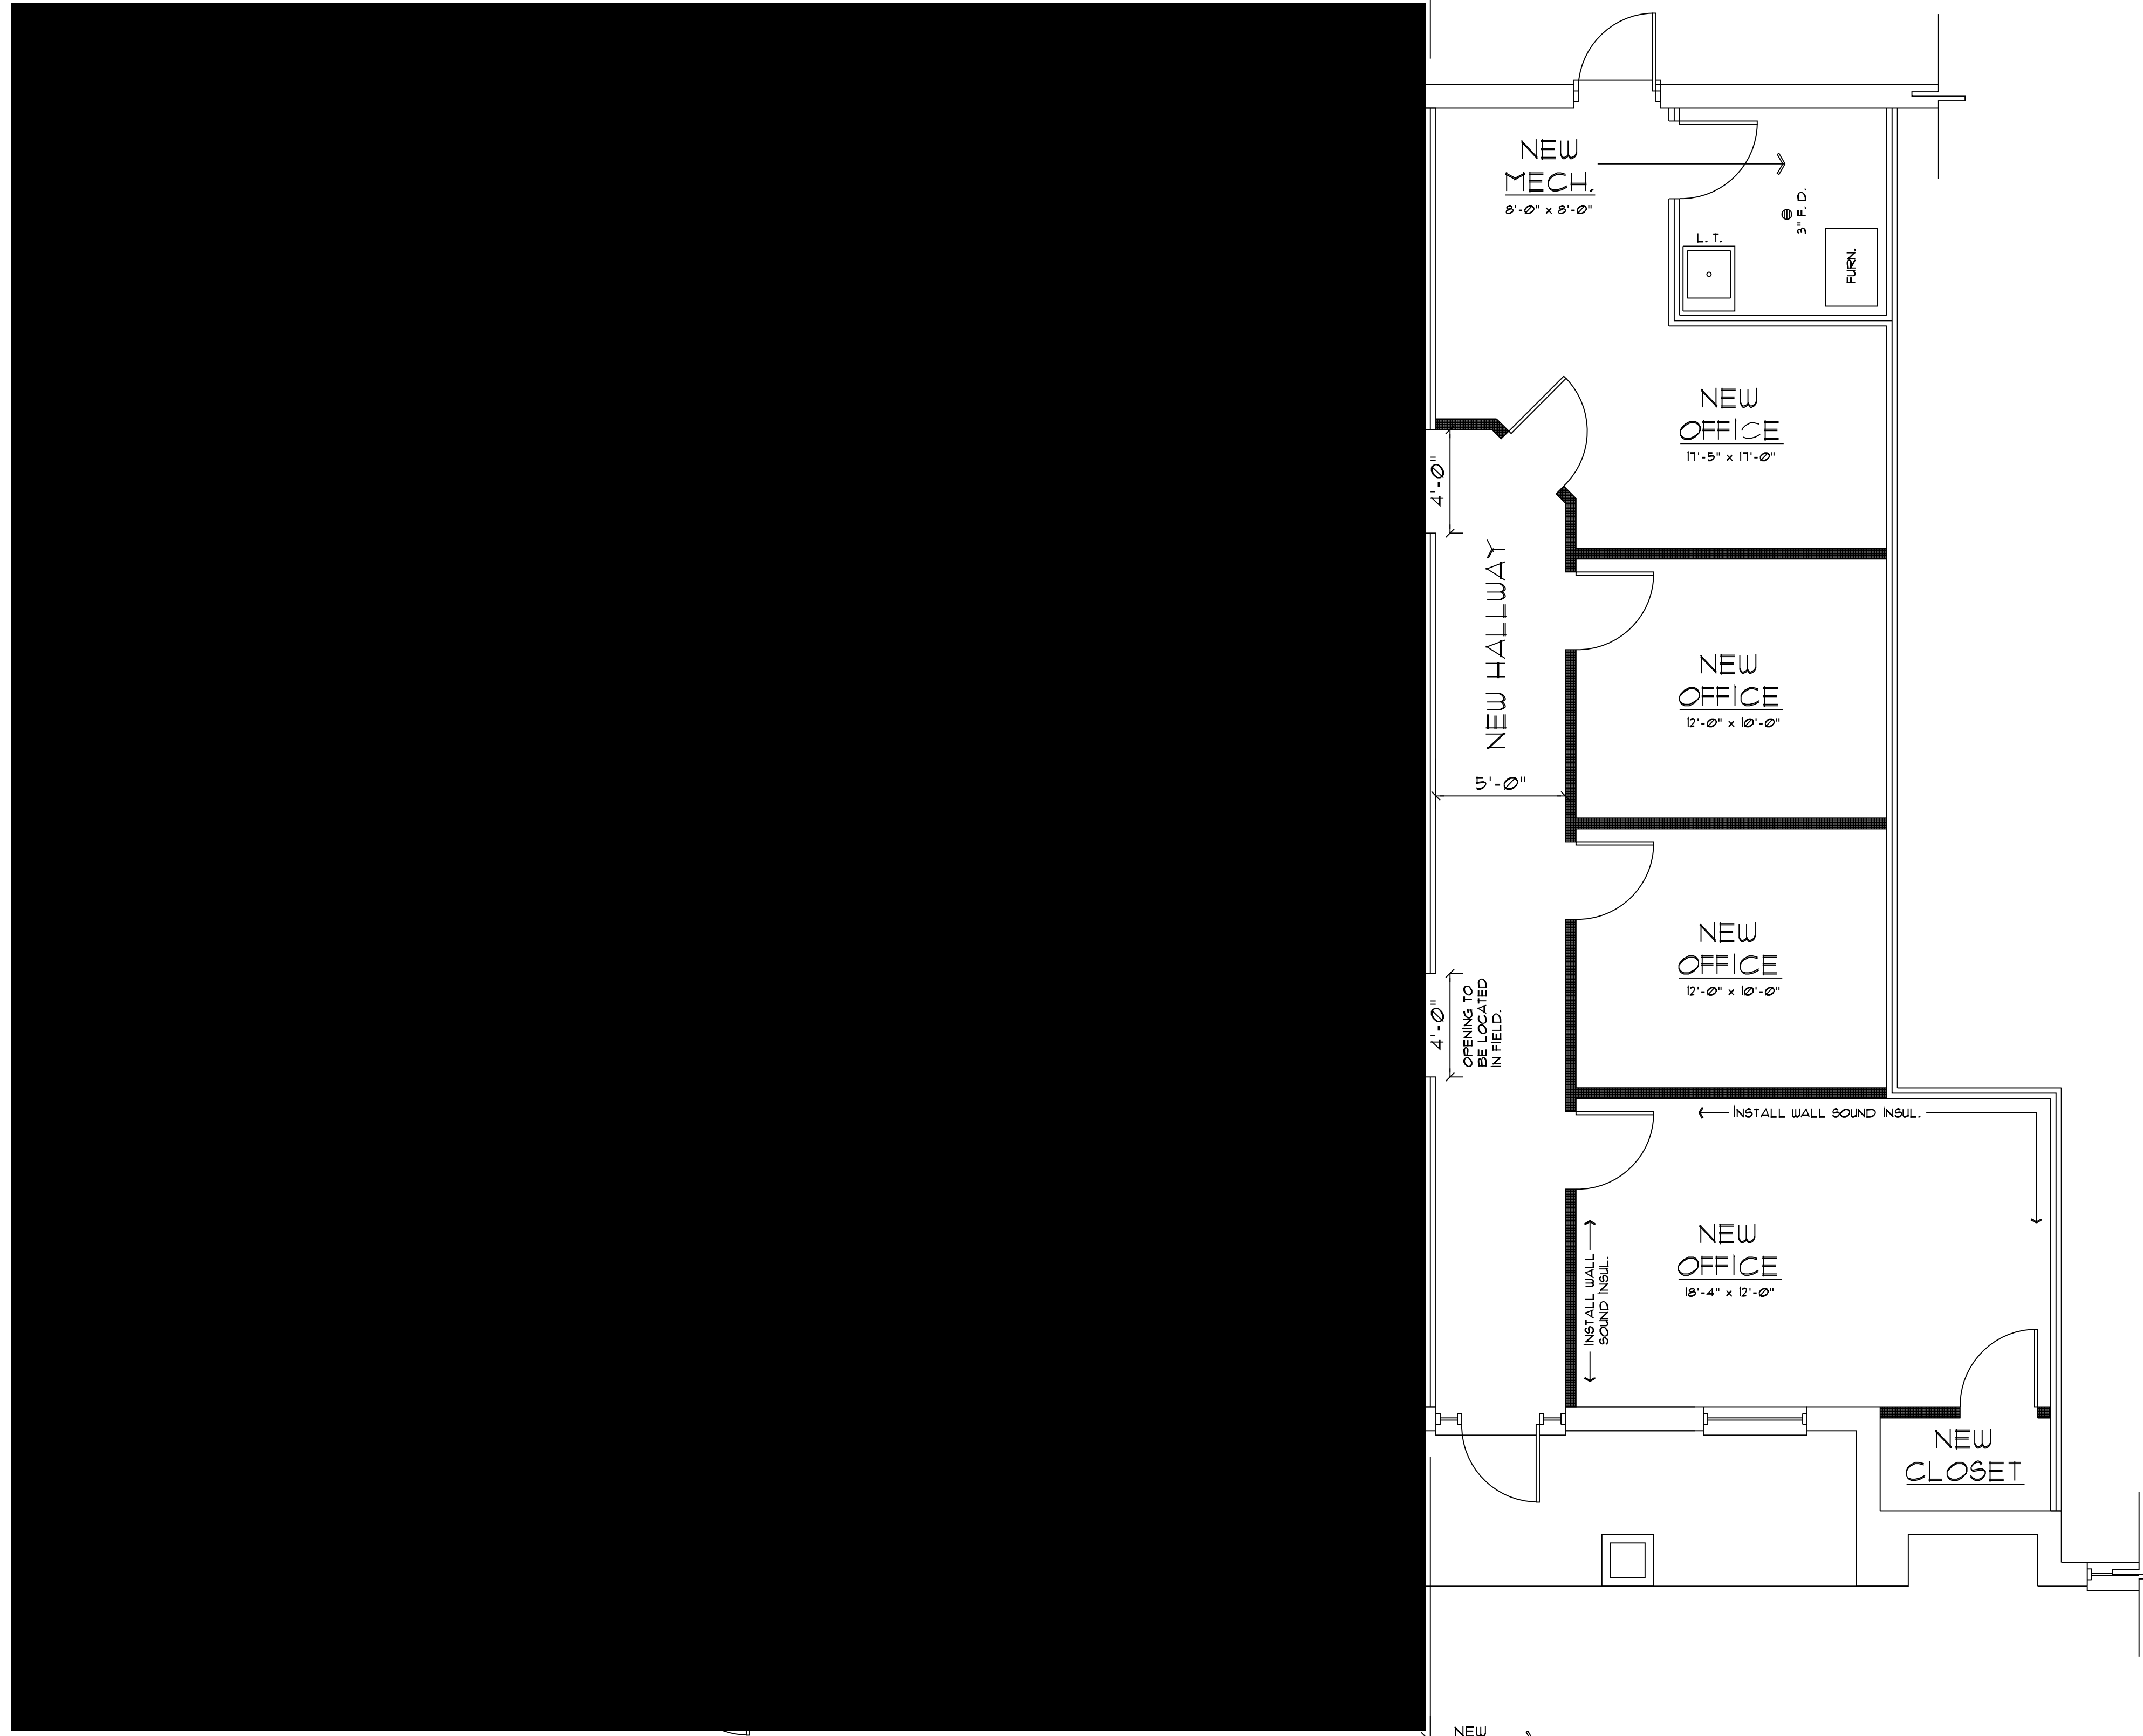 NEW
MECH.
8'-0" x 8'-0"
3" F. D.
L. T.
FURN.
NEW
OFFICE
17'-5" x 17'-0"
4'-0"
NEW HALLWAY
NEW
OFFICE
12'-0" x 10'-0"
5'-0"
NEW
OFFICE
12'-0" x 10'-0"
4'-0"
OPENING TO
BE LOCATED
IN FIELD.
INSTALL WALL SOUND INSUL.
NEW
OFFICE
18'-4" x 12'-0"
INSTALL WALL
SOUND INSUL.
NEW
CLOSET
NEW